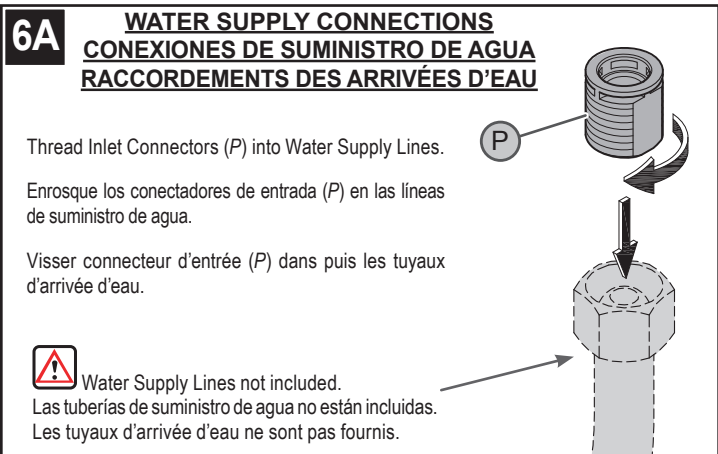 6A
WATER SUPPLY CONNECTIONS
CONEXIONES DE SUMINISTRO DE AGUA
RACCORDEMENTS DES ARRIVÉES D'EAU
P
Thread Inlet Connectors (P) into Water Supply Lines.
Enrosque los conectadores de entrada (P) en las líneas
de suministro de agua.
Visser connecteur d'entrée (P) dans puis les tuyaux
d'arrivée d'eau.
Water Supply Lines not included.
Las tuberías de suministro de agua no están incluidas.
Les tuyaux d'arrivée d'eau ne sont pas fournis.